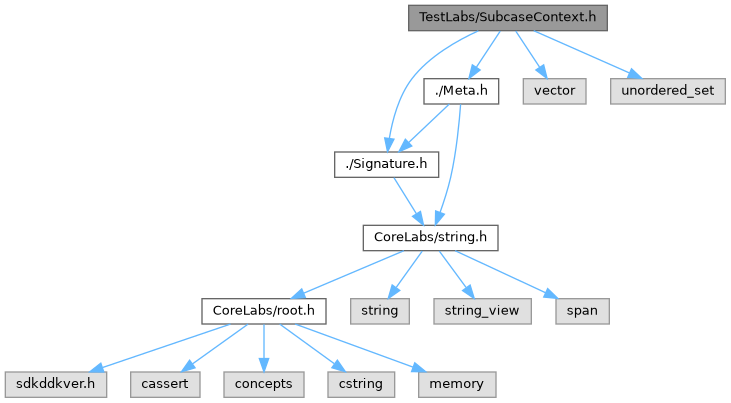 TestLabs/SubcaseContext.h
./Meta.h
vector
unordered_set
./Signature.h
CoreLabs/string.h
CoreLabs/root.h
string
string_view
span
sdkddkver.h
cassert
concepts
cstring
memory